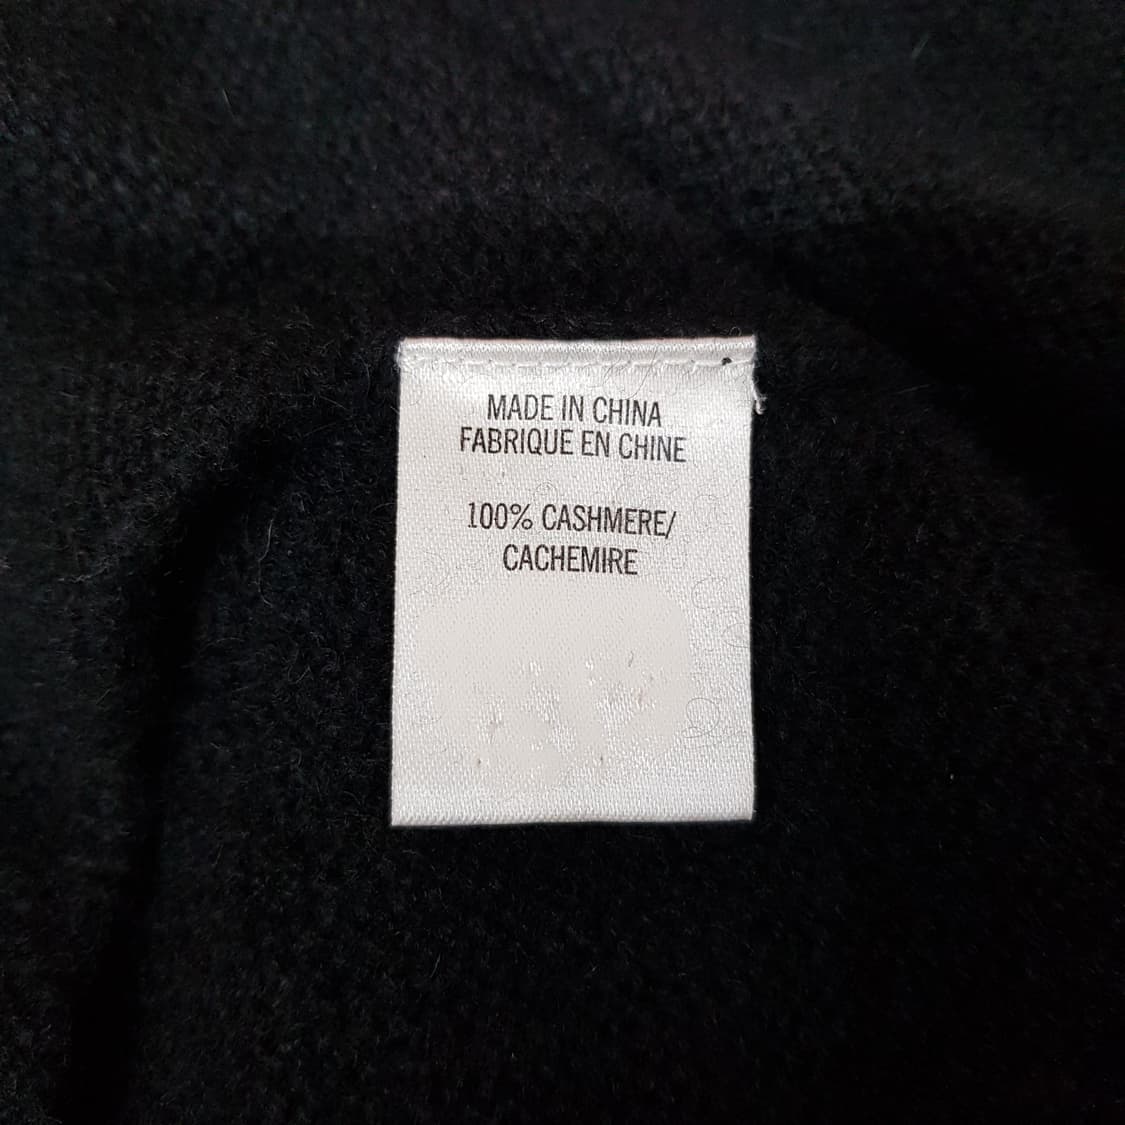 MADE IN CHINA
FABRIQUE EN CHINE
100% CASHMERE/
CACHEMIRE